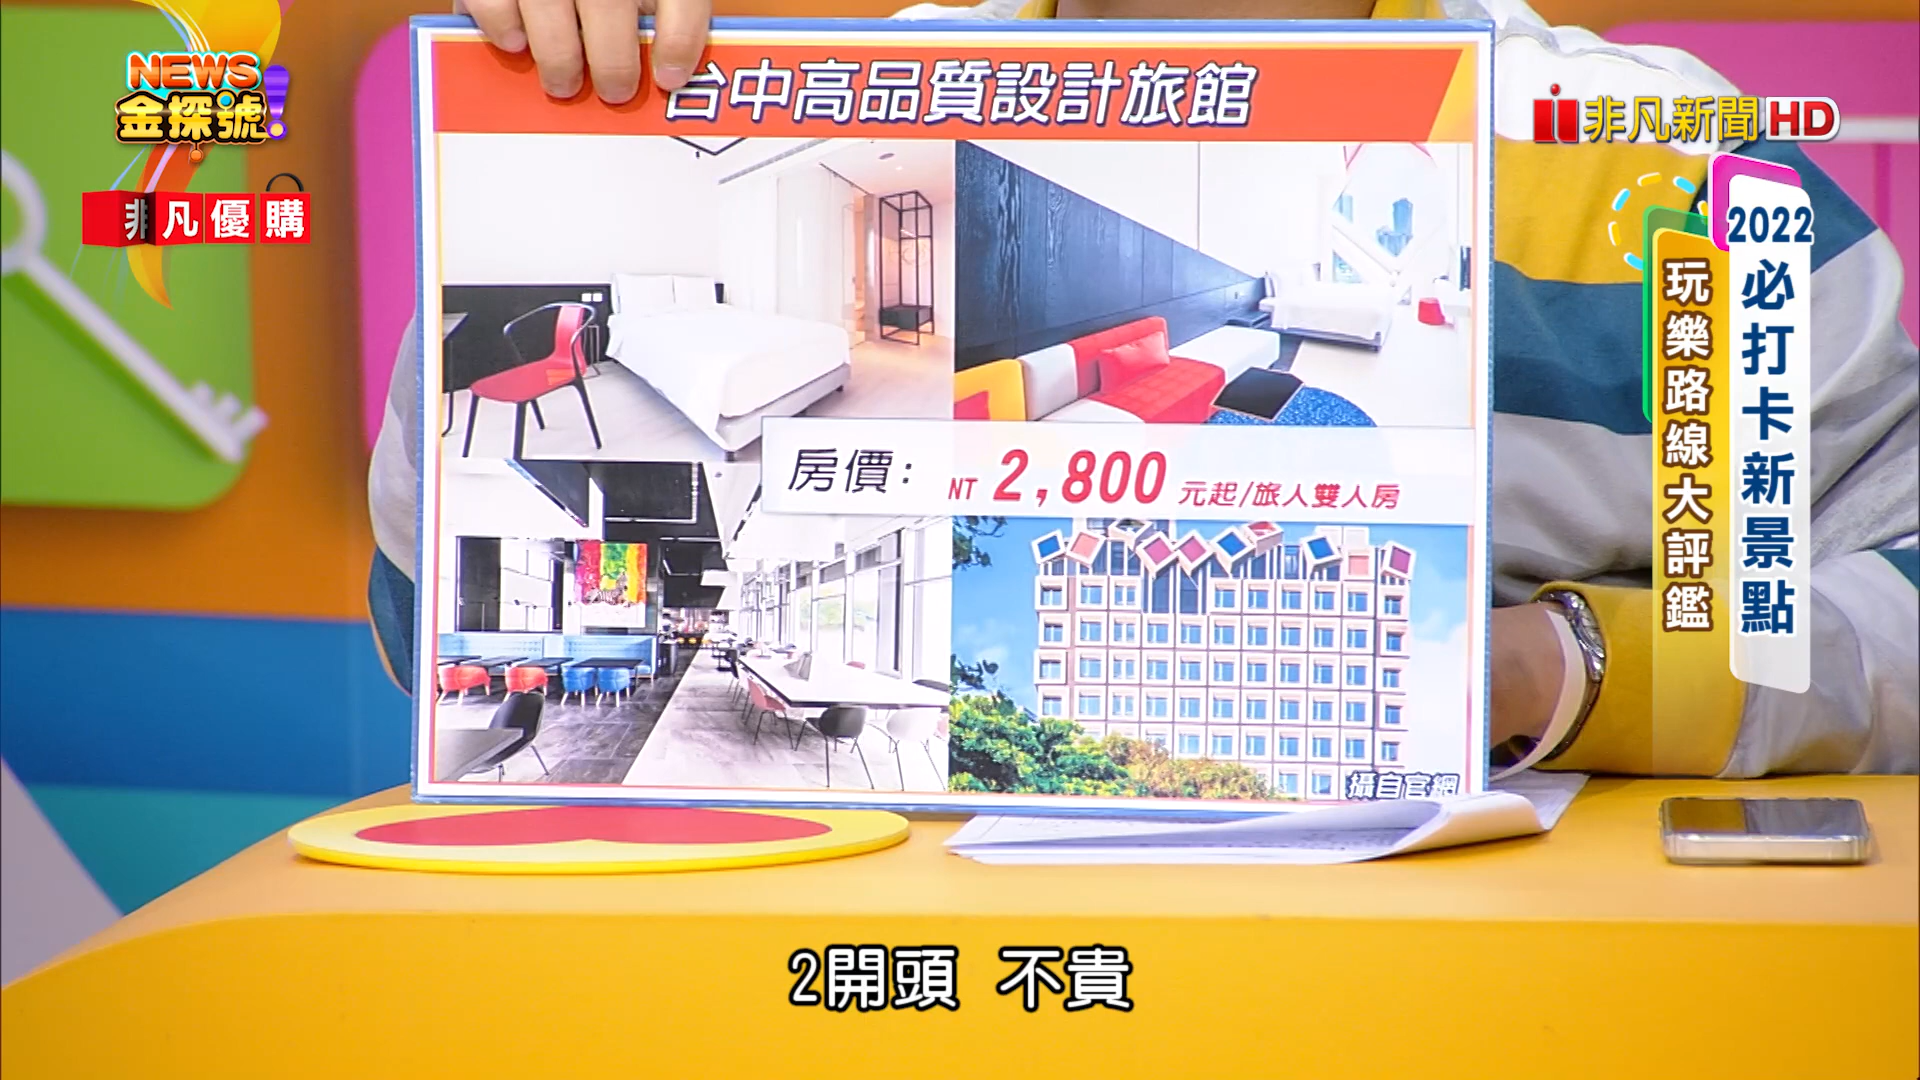 NEWS
金探號!
非凡優購
台中高品質設計旅館
房價: NT 2,800 元起/旅人雙人房
攝自官網
非凡新聞HD
2022
必打卡新景點
玩樂路線大評鑑
2開頭 不貴